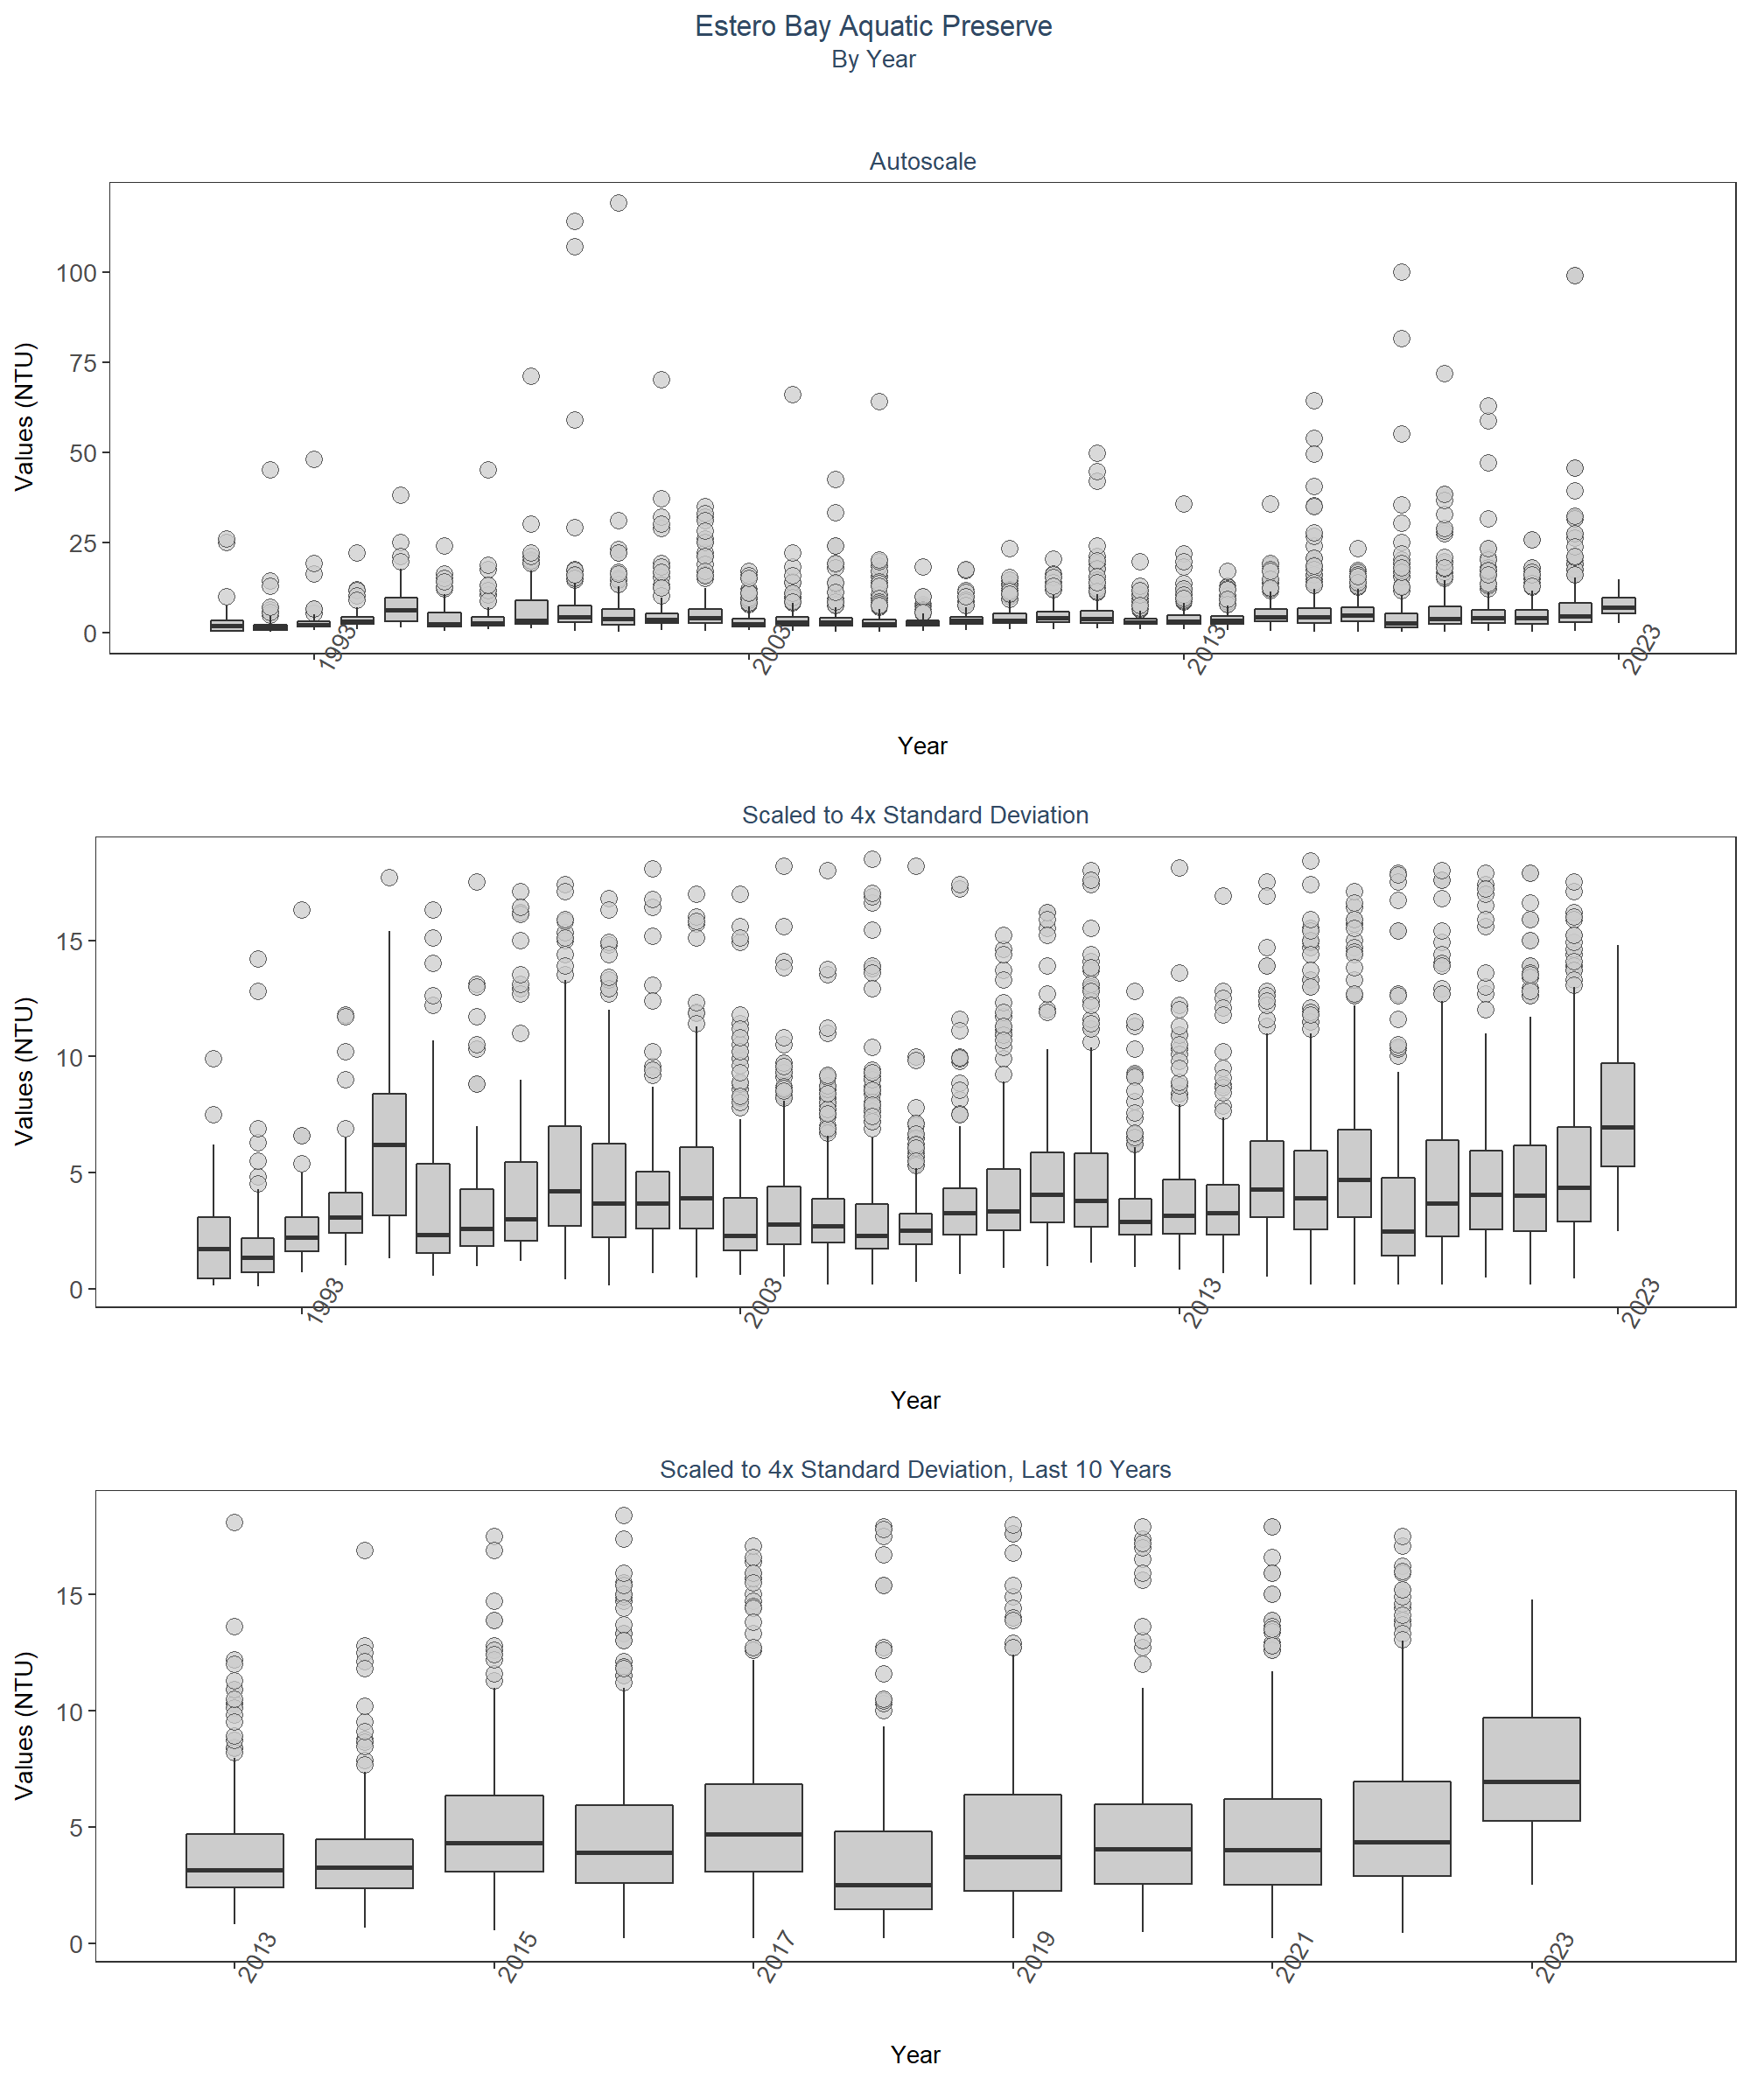 Estero Bay Aquatic Preserve
By Year
Autoscale
Values (NTU)
100
75
50
25
0
1993
2003
2013
2023
Year
Scaled to 4x Standard Deviation
Values (NTU)
15
10
5
0
1993
2003
2013
2023
Year
Scaled to 4x Standard Deviation, Last 10 Years
Values (NTU)
15
10
5
0
2013
2015
2017
2019
2021
2023
Year